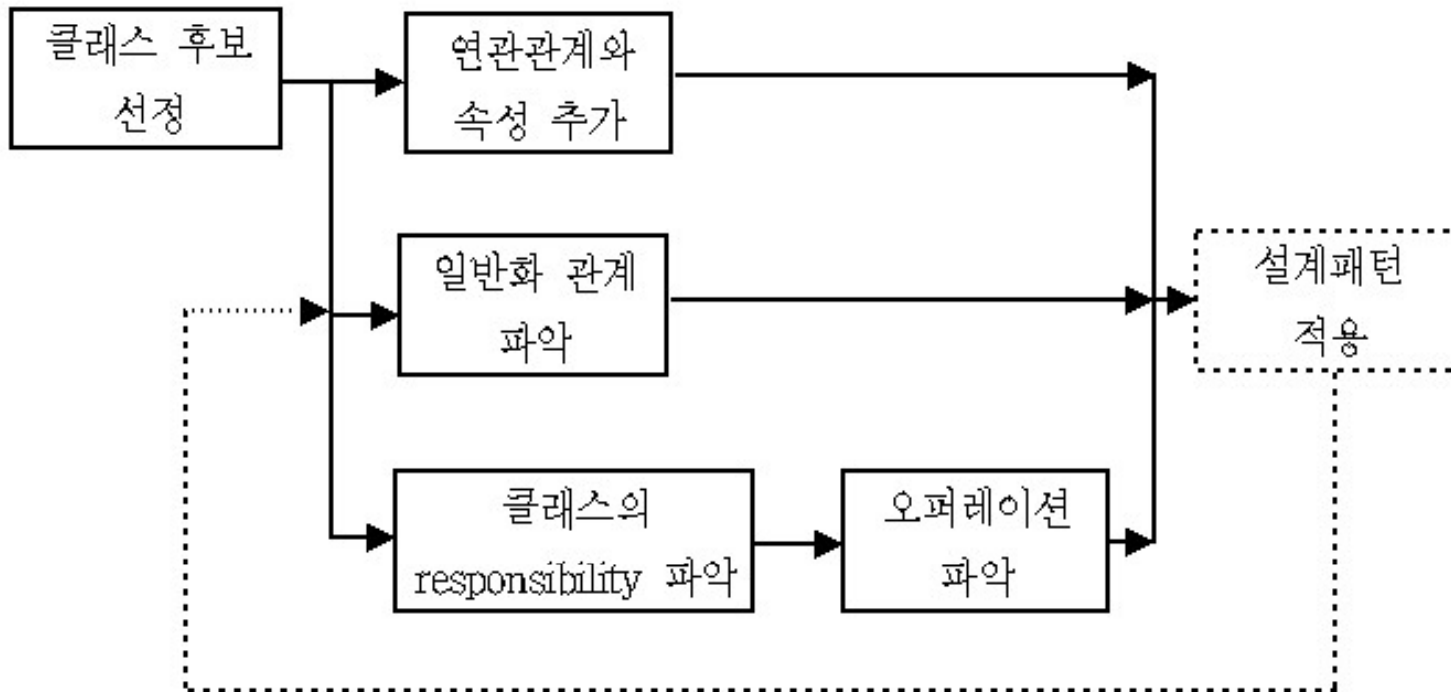 클래스 후보
선정
연관관계와
속성 추가
일반화 관계
파악
설계패턴
적용
클래스의
responsibility 파악
오퍼레이션
파악